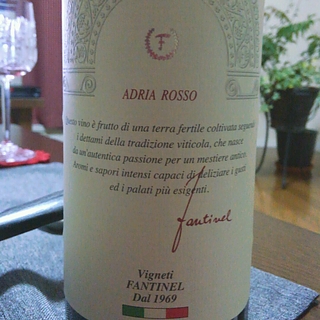 F
ADRIA ROSSO
Questo vino è frutto di una terra fertile coltivata seguendo
i dettami della tradizione viticola, che nasce
da un'autentica passione per un mestiere antico.
Aromi e sapori intensi capaci di deliziare i gusti
ed i palati più esigenti.
fantinel
Vigneti
FANTINEL
Dal 1969